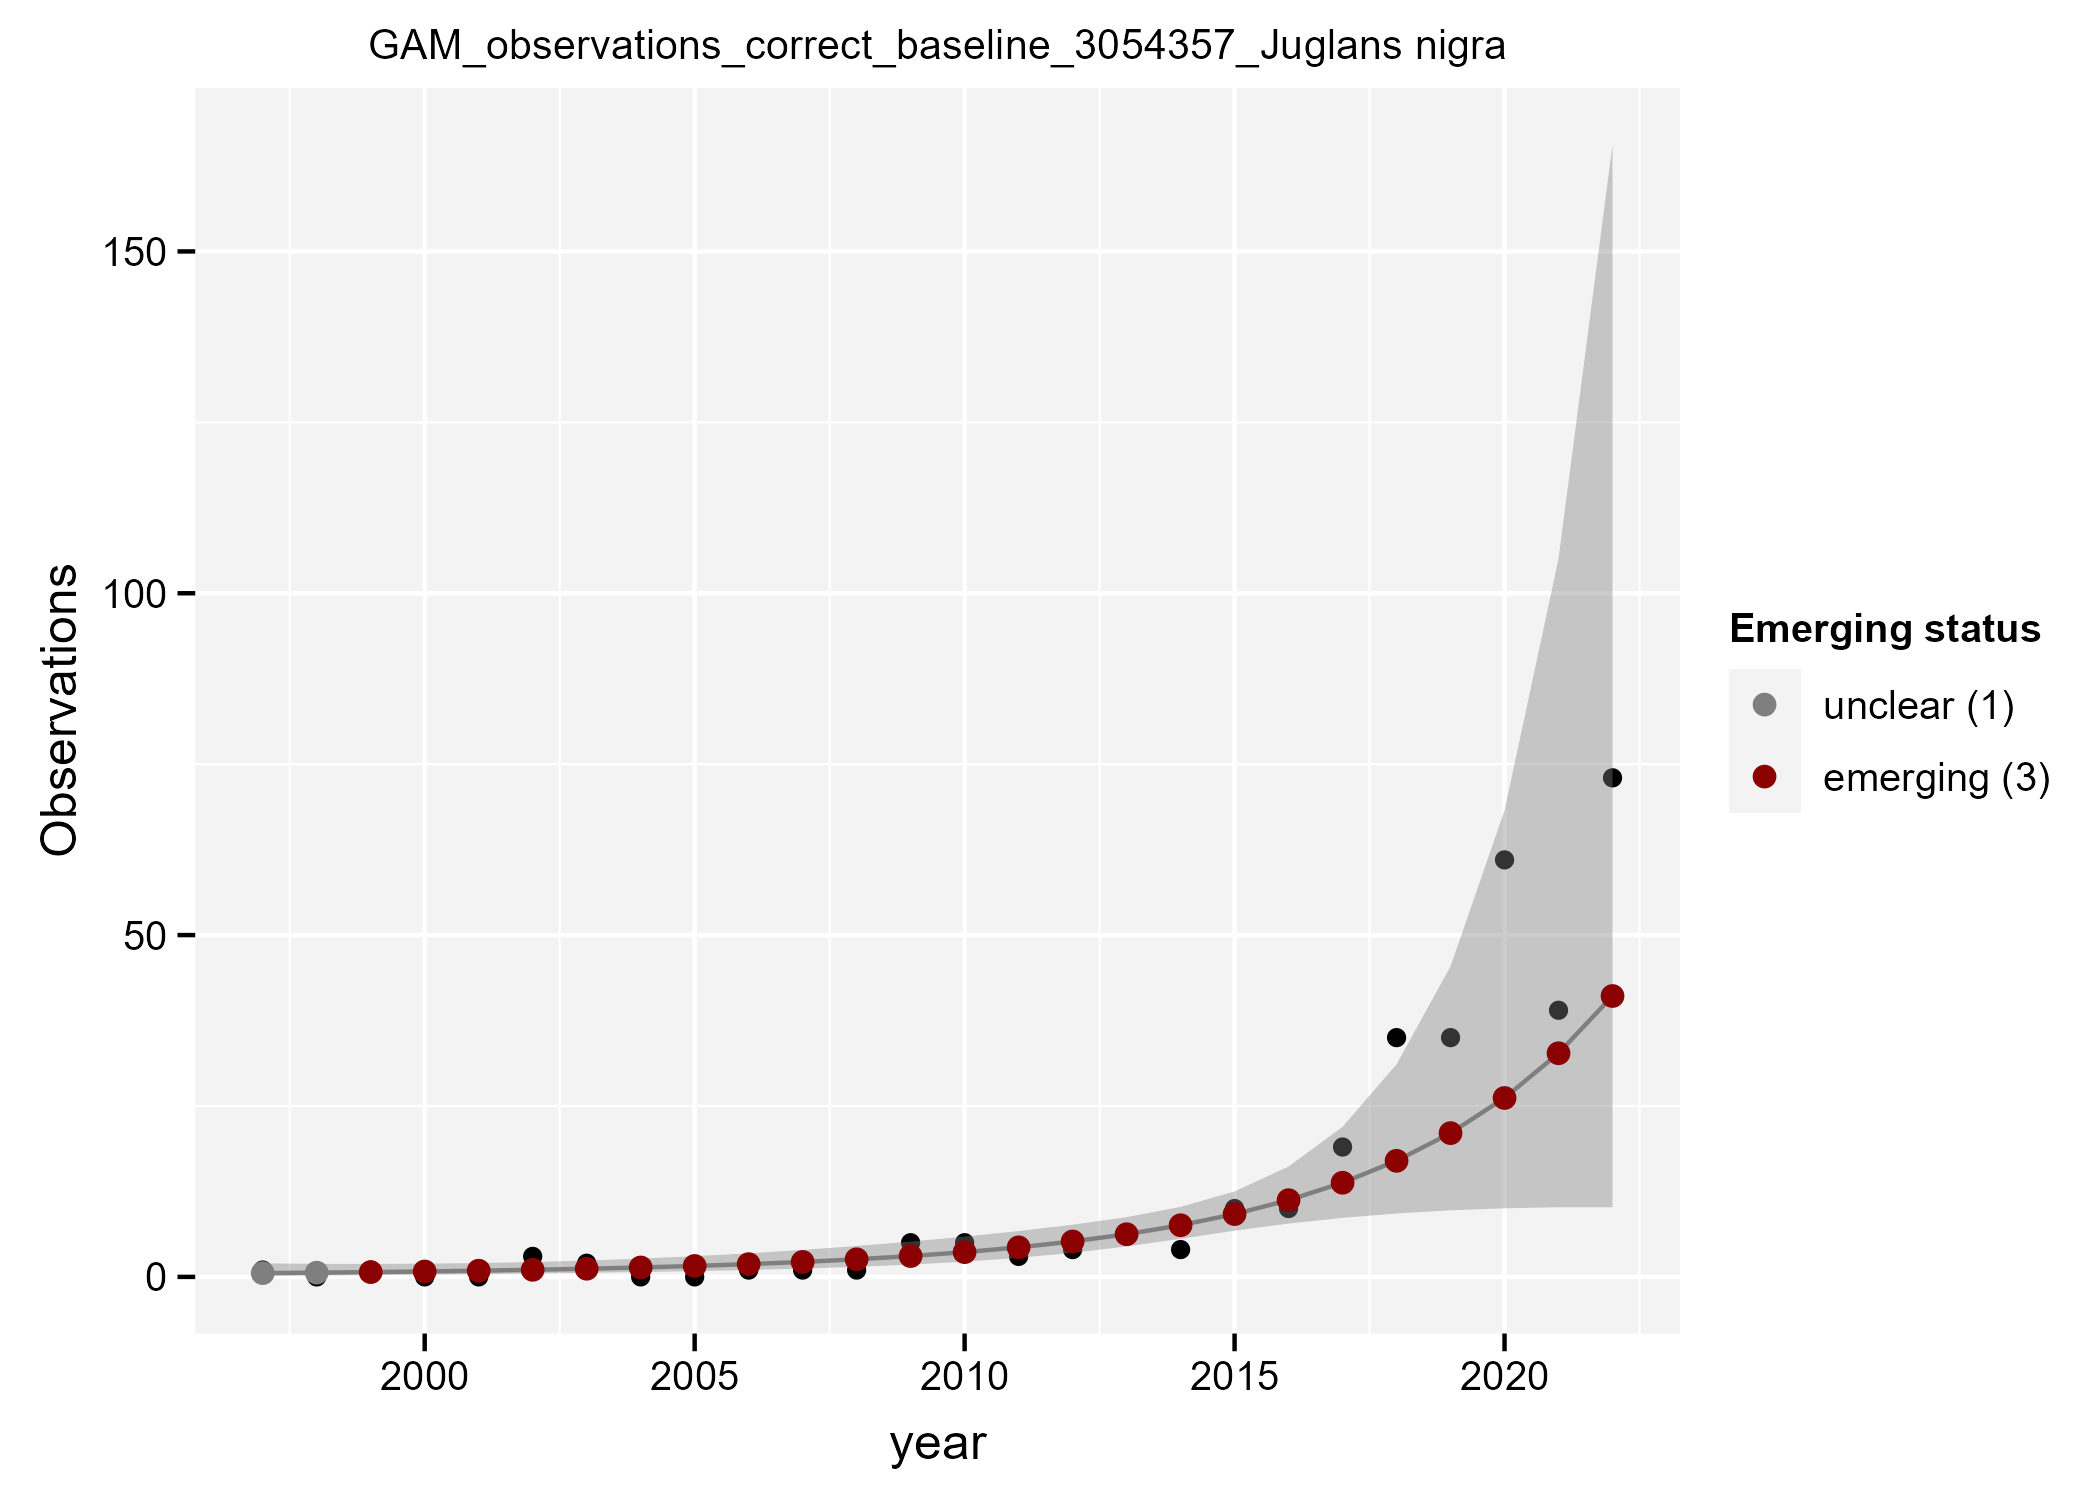 GAM_observations_correct_baseline_3054357_Juglans nigra
150
100
50
0
Observations
2000 2005 2010 2015 2020
year
Emerging status
unclear (1)
emerging (3)